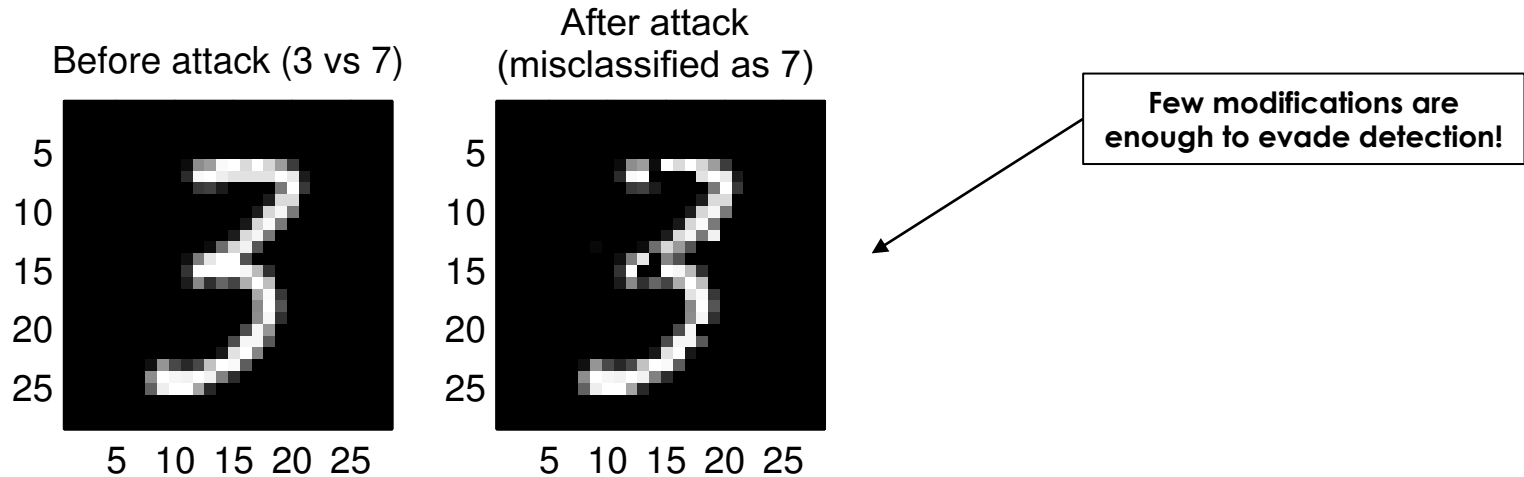 Before attack (3 vs 7)
5
10
15
20
25
5 10 15 20 25
After attack
(misclassified as 7)
5
10
15
20
25
5 10 15 20 25
Few modifications are
enough to evade detection!